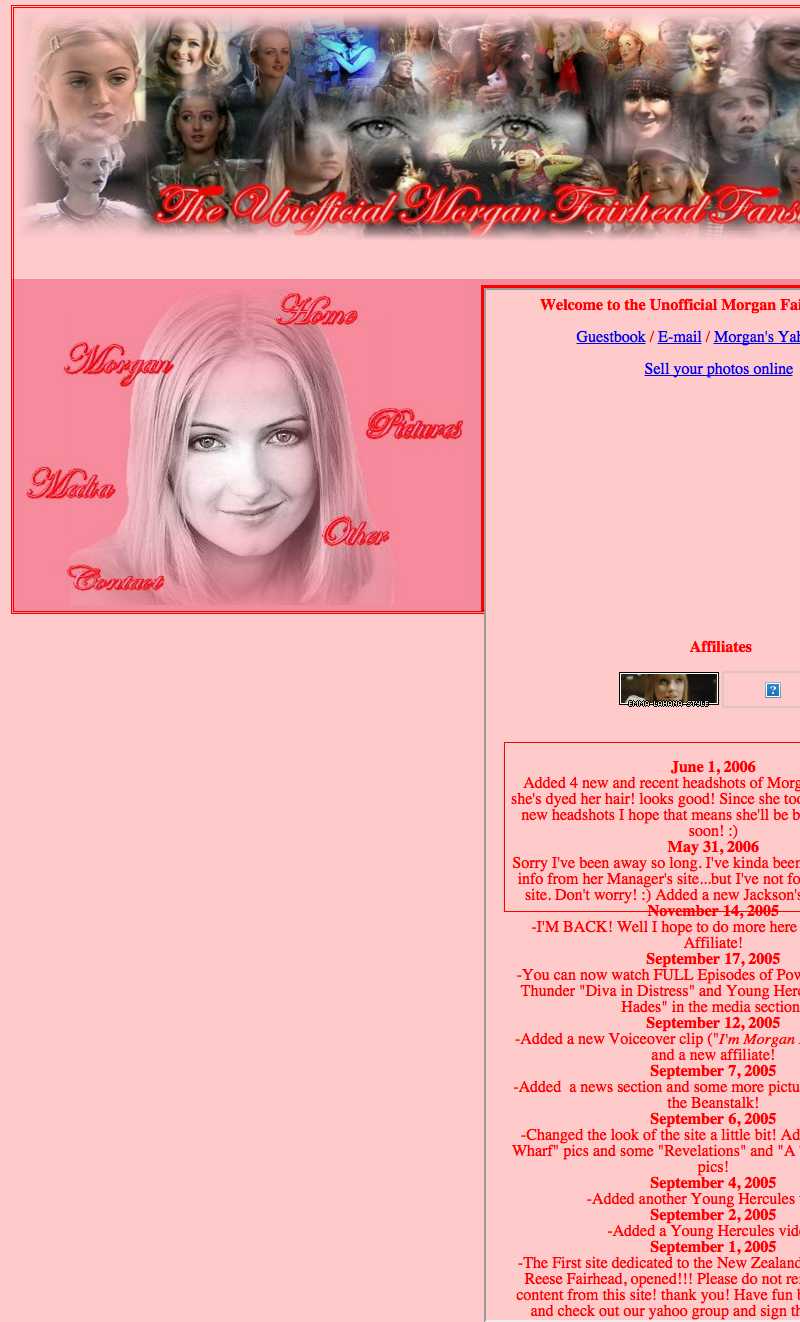 The Unofficial Morgan Fairhead Fans
Home
Morgan
Pictures
Media
Other
Contact
Welcome to the Unofficial Morgan Fai
Guestbook / E-mail / Morgan's Yah
Sell your photos online
Affiliates
EMMA-LAHANA-STYLE
June 1, 2006
Added 4 new and recent headshots of Morg
she's dyed her hair! looks good! Since she too
new headshots I hope that means she'll be b
soon! :)
May 31, 2006
Sorry I've been away so long. I've kinda been
info from her Manager's site...but I've not fo
site. Don't worry! :) Added a new Jackson's
November 14, 2005
-I'M BACK! Well I hope to do more here
Affiliate!
September 17, 2005
-You can now watch FULL Episodes of Pow
Thunder "Diva in Distress" and Young Herc
Hades" in the media section
September 12, 2005
-Added a new Voiceover clip ("I'm Morgan
and a new affiliate!
September 7, 2005
-Added a news section and some more pictu
the Beanstalk!
September 6, 2005
-Changed the look of the site a little bit! Ad
Wharf" pics and some "Revelations" and "A
pics!
September 4, 2005
-Added another Young Hercules
September 2, 2005
-Added a Young Hercules vide
September 1, 2005
-The First site dedicated to the New Zealand
Reese Fairhead, opened!!! Please do not re
content from this site! thank you! Have fun b
and check out our yahoo group and sign th